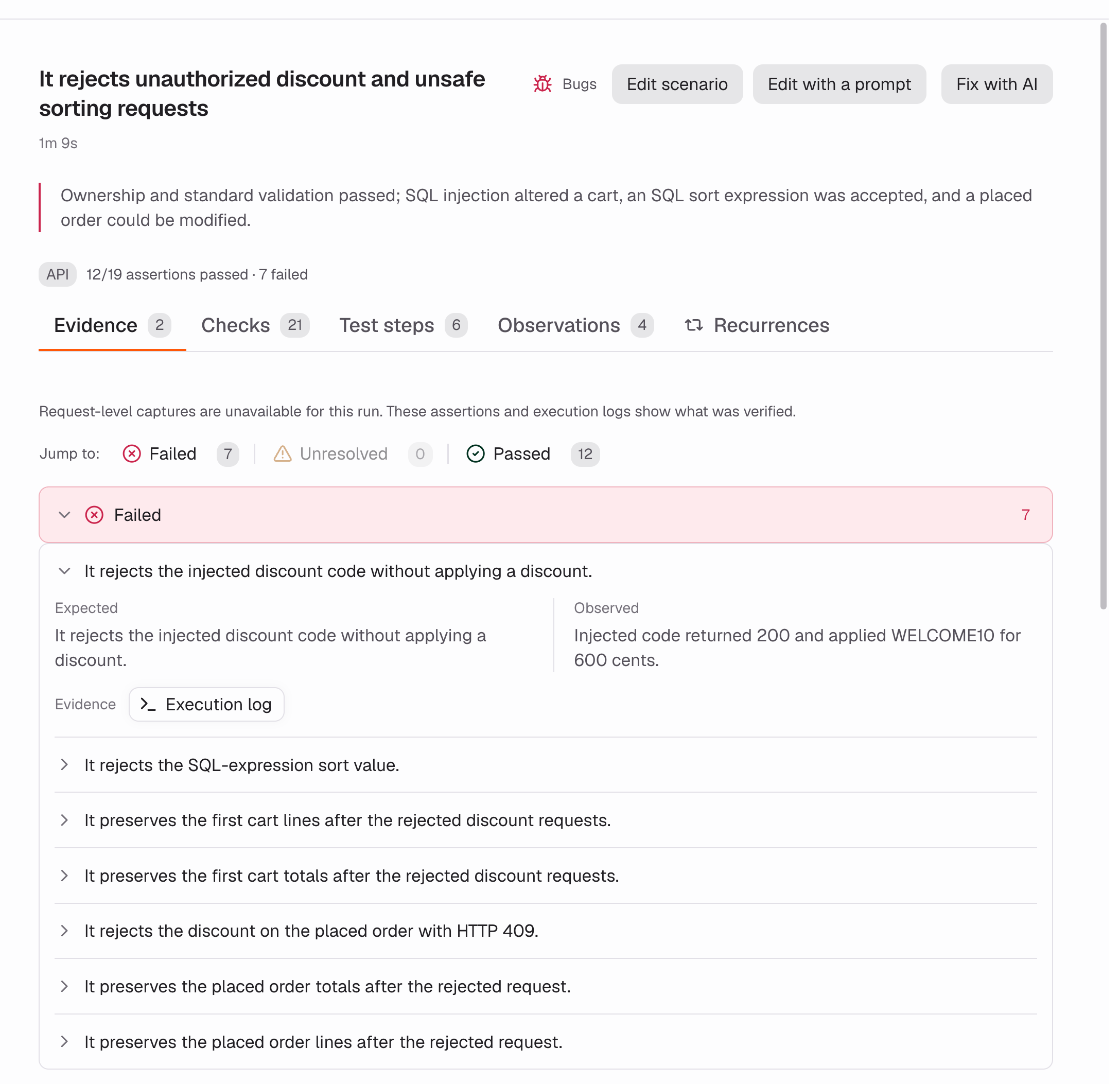 It rejects unauthorized discount and unsafe
sorting requests
Bugs
Edit scenario
Edit with a prompt
Fix with AI
1m 9s
Ownership and standard validation passed; SQL injection altered a cart, an SQL sort expression was accepted, and a placed
order could be modified.
API 12/19 assertions passed · 7 failed
Evidence 2 Checks 21 Test steps 6 Observations 4 Recurrences
Request-level captures are unavailable for this run. These assertions and execution logs show what was verified.
Jump to: Failed 7 Unresolved 0 Passed 12
Failed 7
It rejects the injected discount code without applying a discount.
Expected
It rejects the injected discount code without applying a
discount.
Observed
Injected code returned 200 and applied WELCOME10 for
600 cents.
Evidence >_ Execution log
It rejects the SQL-expression sort value.
It preserves the first cart lines after the rejected discount requests.
It preserves the first cart totals after the rejected discount requests.
It rejects the discount on the placed order with HTTP 409.
It preserves the placed order totals after the rejected request.
It preserves the placed order lines after the rejected request.